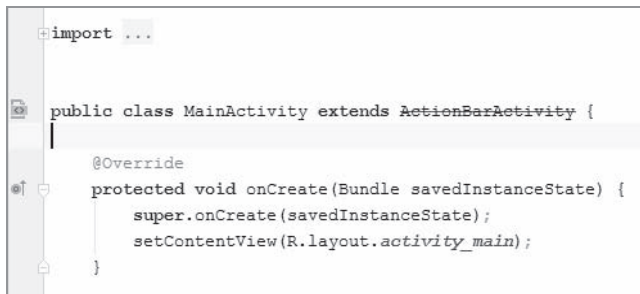 import ...
public class MainActivity extends ActionBarActivity {
@Override
protected void onCreate(Bundle savedInstanceState) {
super.onCreate(savedInstanceState);
setContentView(R.layout.activity_main);
}